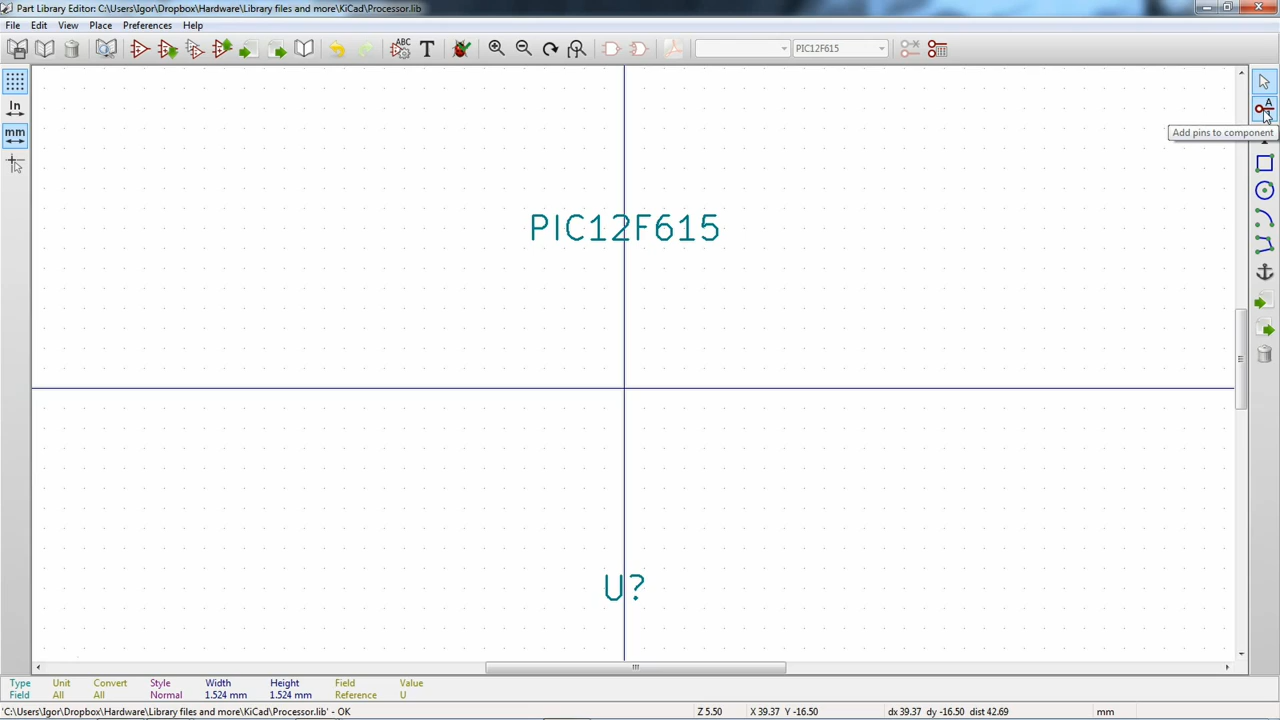 Part Library Editor: C:\Users\Igor\Dropbox\Hardware\Library files and more\KiCad\Processor.lib
File Edit View Place Preferences Help
ABC T PIC12F615
In
mm
A
Add pins to component
PIC12F615
U?
Type Unit Convert Style Width Height Field Value
Field All All Normal 1.524 mm 1.524 mm Reference U
'C:\Users\Igor\Dropbox\Hardware\Library files and more\KiCad\Processor.lib' - OK Z 5.50 X 39.37 Y -16.50 dx 39.37 dy -16.50 dist 42.69 mm